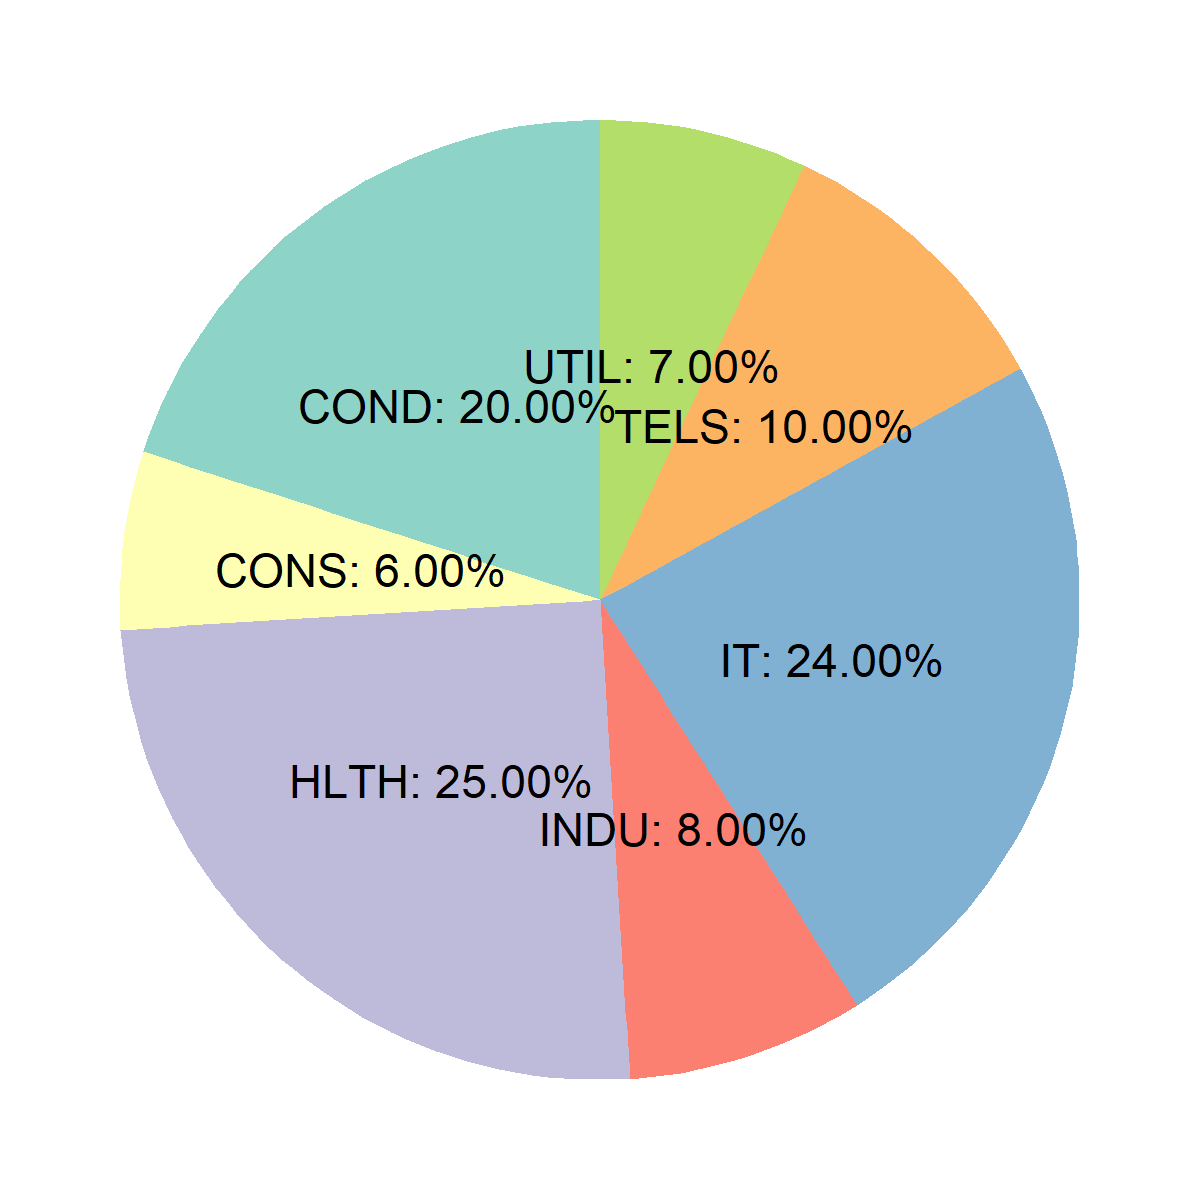 UTIL: 7.00%
COND: 20.00%
TELS: 10.00%
CONS: 6.00%
IT: 24.00%
HLTH: 25.00%
INDU: 8.00%